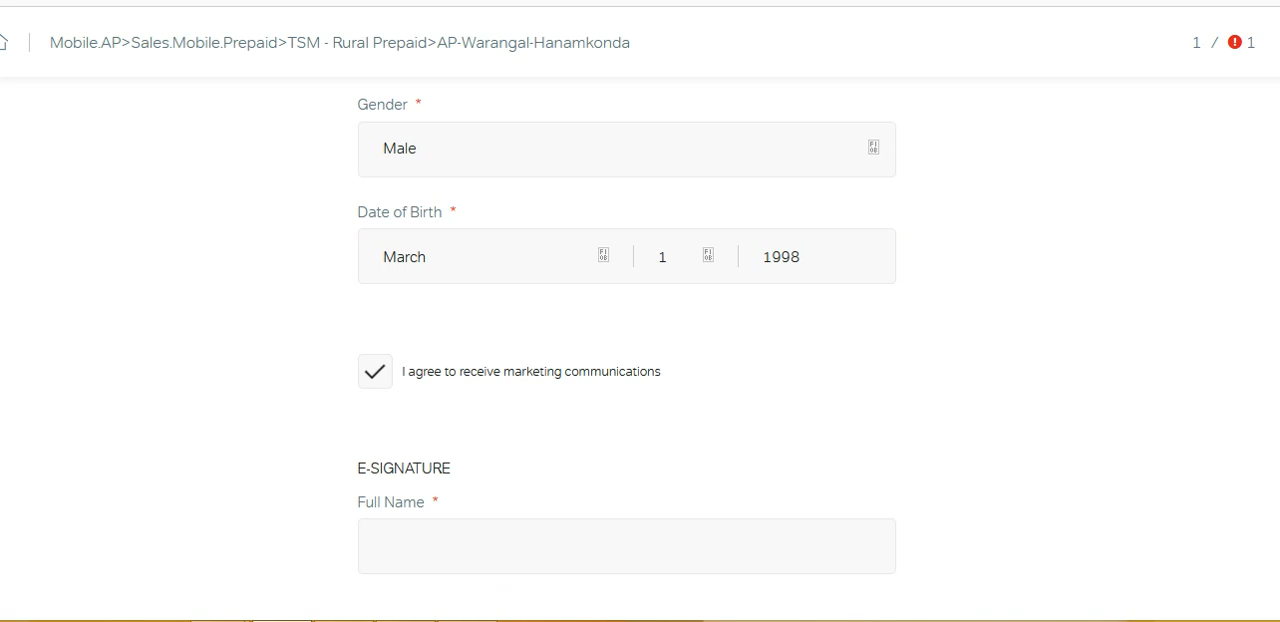 Mobile.AP>Sales.Mobile.Prepaid>TSM - Rural Prepaid>AP-Warangal-Hanamkonda
1 / ! 1
Gender *
Male
Date of Birth *
March 1 1998
I agree to receive marketing communications
E-SIGNATURE
Full Name *